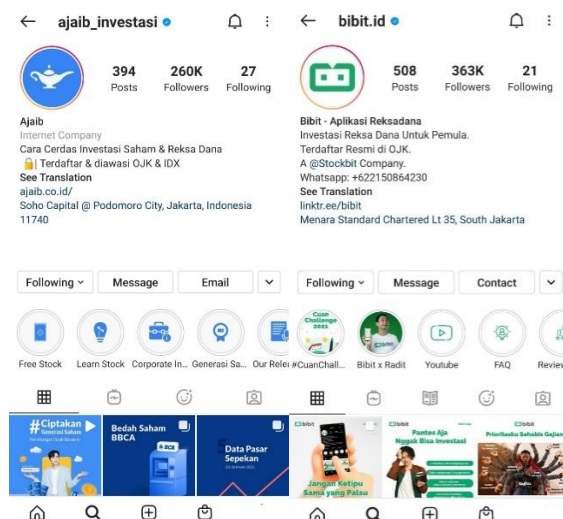 ajaib_investasi
394 260K 27
Posts Followers Following
Ajaib
Internet Company
Cara Cerdas Investasi Saham & Reksa Dana
| Terdaftar & diawasi OJK & IDX
See Translation
ajaib.co.id/
Soho Capital @ Podomoro City, Jakarta, Indonesia
11740
Following Message Email
Free Stock Learn Stock Corporate In... Generasi Sa... Our Rele
#Ciptakan
Generasi Saham
Bedah Saham
BBCA
BCA
5 Data Pasar
Sepekan
bibit.id
508 363K 21
Posts Followers Following
Bibit - Aplikasi Reksadana
Investasi Reksa Dana Untuk Pemula.
Terdaftar Resmi di OJK.
A @Stockbit Company.
Whatsapp: +622150864230
See Translation
linktr.ee/bibit
Menara Standard Chartered Lt 35, South Jakarta
Following Message Contact
Cuan
Challenge
2021
#CuanChall... Bibit x Radit Youtube FAQ Review
Jangan Ketipu
Sama yang Palsu
bibit
Pantes Aja
Nggak Bisa Investasi
bibit
Prioritasku Sehabis Gajian